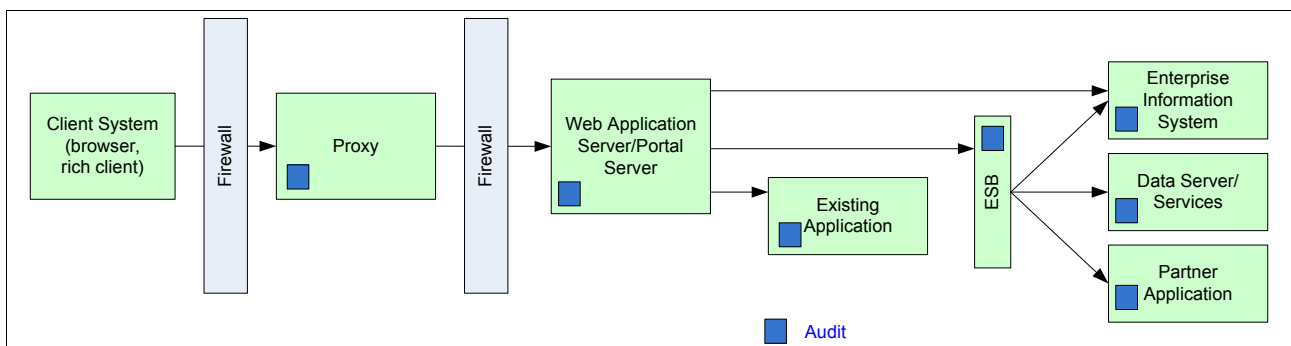 Client System
(browser,
rich client)
Firewall
Proxy
Firewall
Web Application
Server/Portal
Server
Existing
Application
ESB
Enterprise
Information
System
Data Server/
Services
Partner
Application
Audit